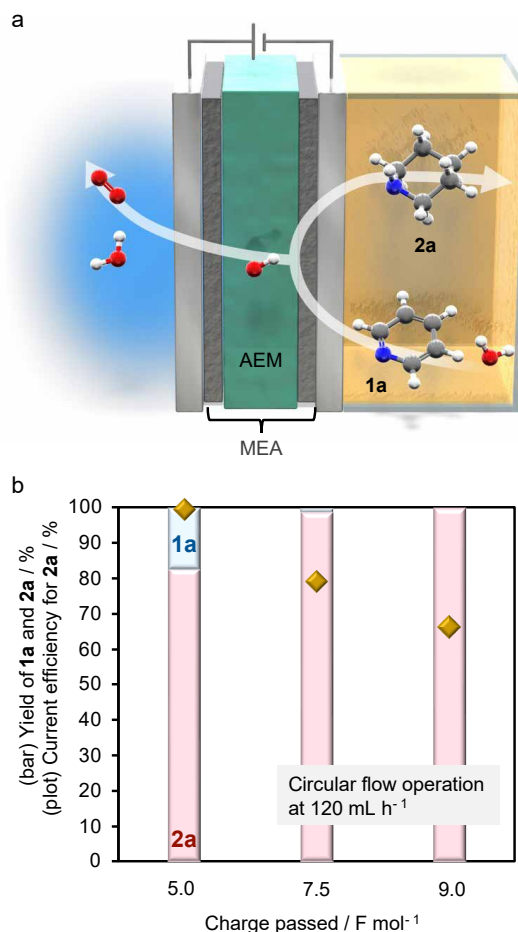 a
2a
AEM
1a
MEA
b
(bar) Yield of 1a and 2a / %
(plot) Current efficiency for 2a / %
100
90
80
70
60
50
40
30
20
10
0
1a
2a
Circular flow operation
at 120 mL h⁻¹
5.0 7.5 9.0
Charge passed / F mol⁻¹